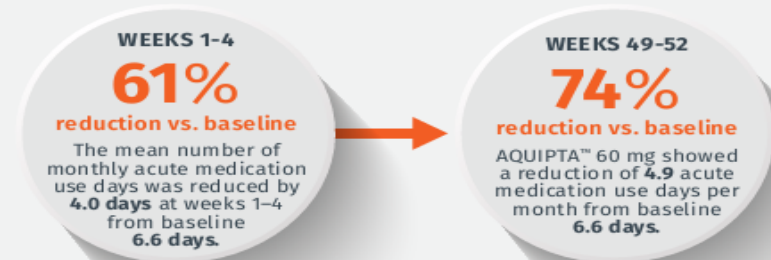 WEEKS 1-4
61%
reduction vs. baseline
The mean number of
monthly acute medication
use days was reduced by
4.0 days at weeks 1–4
from baseline
6.6 days.
WEEKS 49-52
74%
reduction vs. baseline
AQUIPTA™ 60 mg showed
a reduction of 4.9 acute
medication use days per
month from baseline
6.6 days.